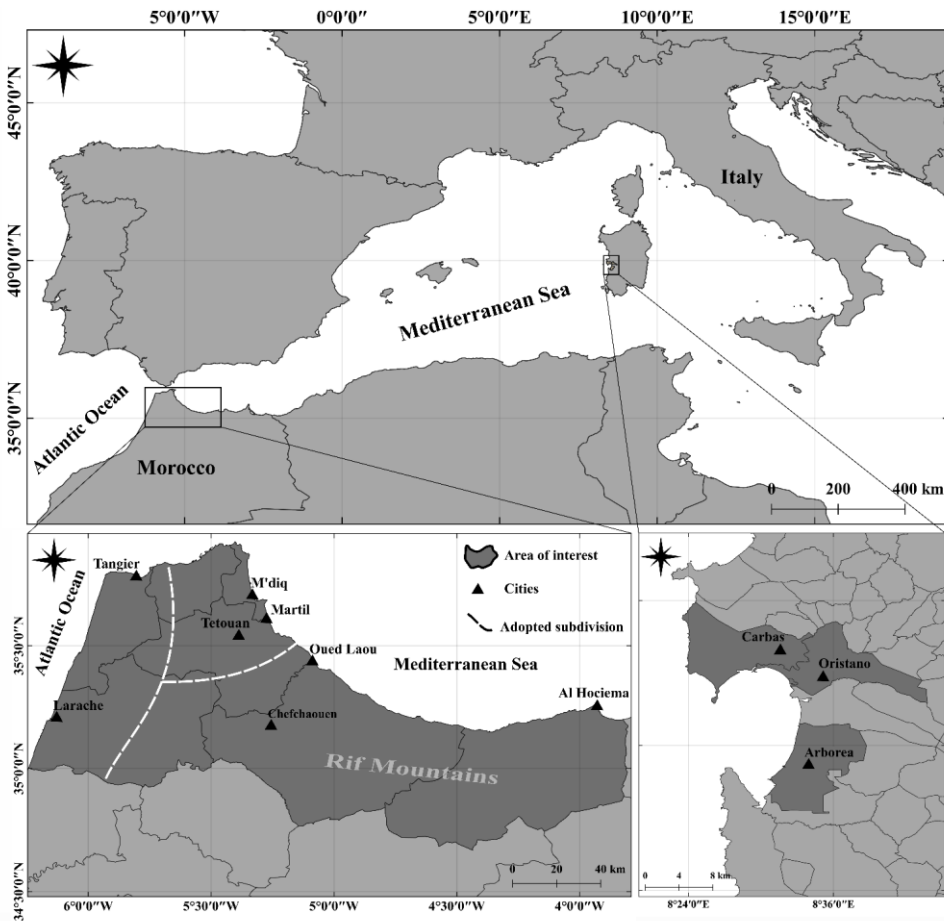 5°0'0"W 0°0'0"E 5°0'0"E 10°0'0"E 15°0'0"E
45°0'0"N
40°0'0"N
35°0'0"N
Italy
Mediterranean Sea
Atlantic Ocean
Morocco
0 200 400 km
Tangier
Atlantic Ocean
M'diq
Martil
Tetouan
Oued Laou
Mediterranean Sea
Larache
Chefchaouen
Al Hociema
Rif Mountains
Area of interest
Cities
Adopted subdivision
0 20 40 km
35°30'0"N
35°0'0"N
34°30'0"N
6°0'0"W 5°30'0"W 5°0'0"W 4°30'0"W 4°0'0"W
Carbas
Oristano
Arborea
0 4 8 km
8°24'0"E 8°36'0"E